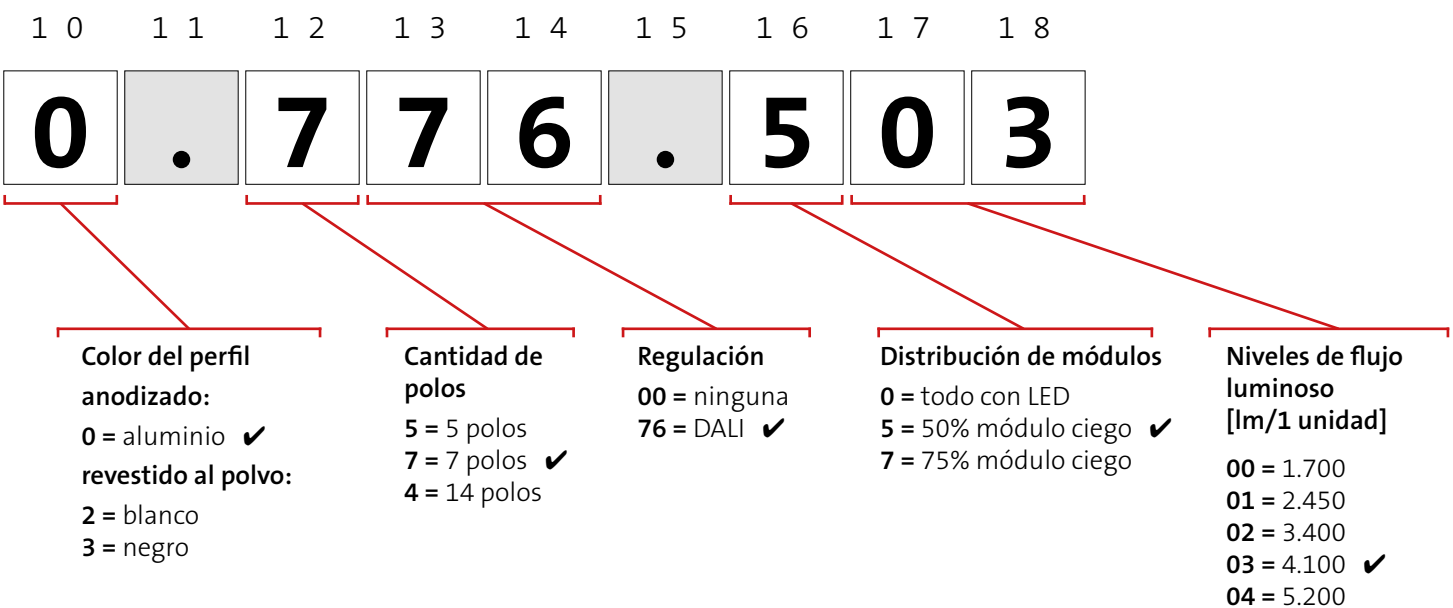 10 11 12 13 14 15 16 17 18
0 . 7 7 6 . 5 0 3
Color del perfil
anodizado:
0 = aluminio ✔
revestido al polvo:
2 = blanco
3 = negro
Cantidad de
polos
5 = 5 polos
7 = 7 polos ✔
4 = 14 polos
Regulación
00 = ninguna
76 = DALI ✔
Distribución de módulos
0 = todo con LED
5 = 50% módulo ciego ✔
7 = 75% módulo ciego
Niveles de flujo
luminoso
[lm/1 unidad]
00 = 1.700
01 = 2.450
02 = 3.400
03 = 4.100 ✔
04 = 5.200